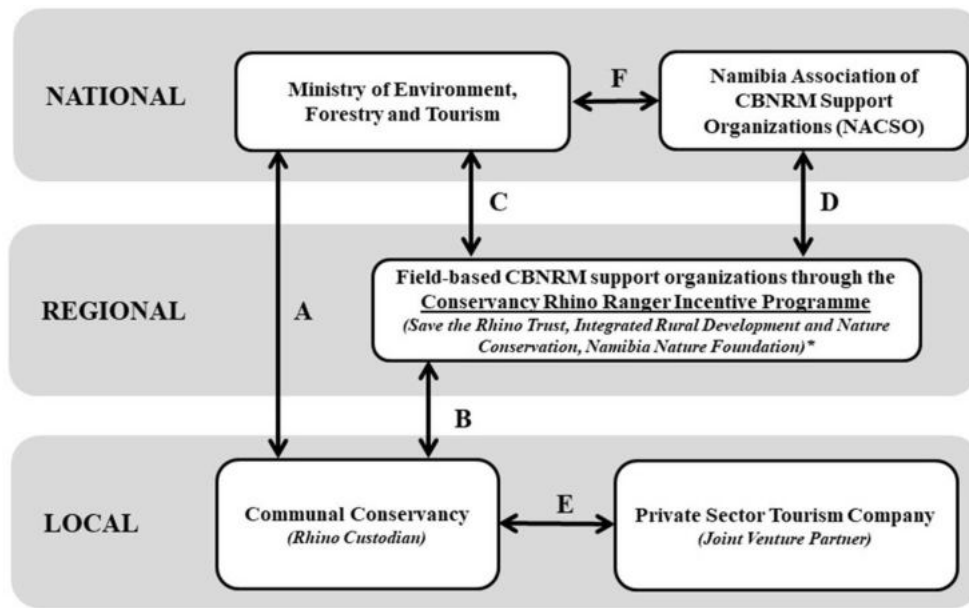 NATIONAL
Ministry of Environment,
Forestry and Tourism
F
Namibia Association of
CBNRM Support
Organizations (NACSO)
C
D
REGIONAL
A
Field-based CBNRM support organizations through the
Conservancy Rhino Ranger Incentive Programme
(Save the Rhino Trust, Integrated Rural Development and Nature
Conservation, Namibia Nature Foundation)*
B
LOCAL
Communal Conservancy
(Rhino Custodian)
E
Private Sector Tourism Company
(Joint Venture Partner)